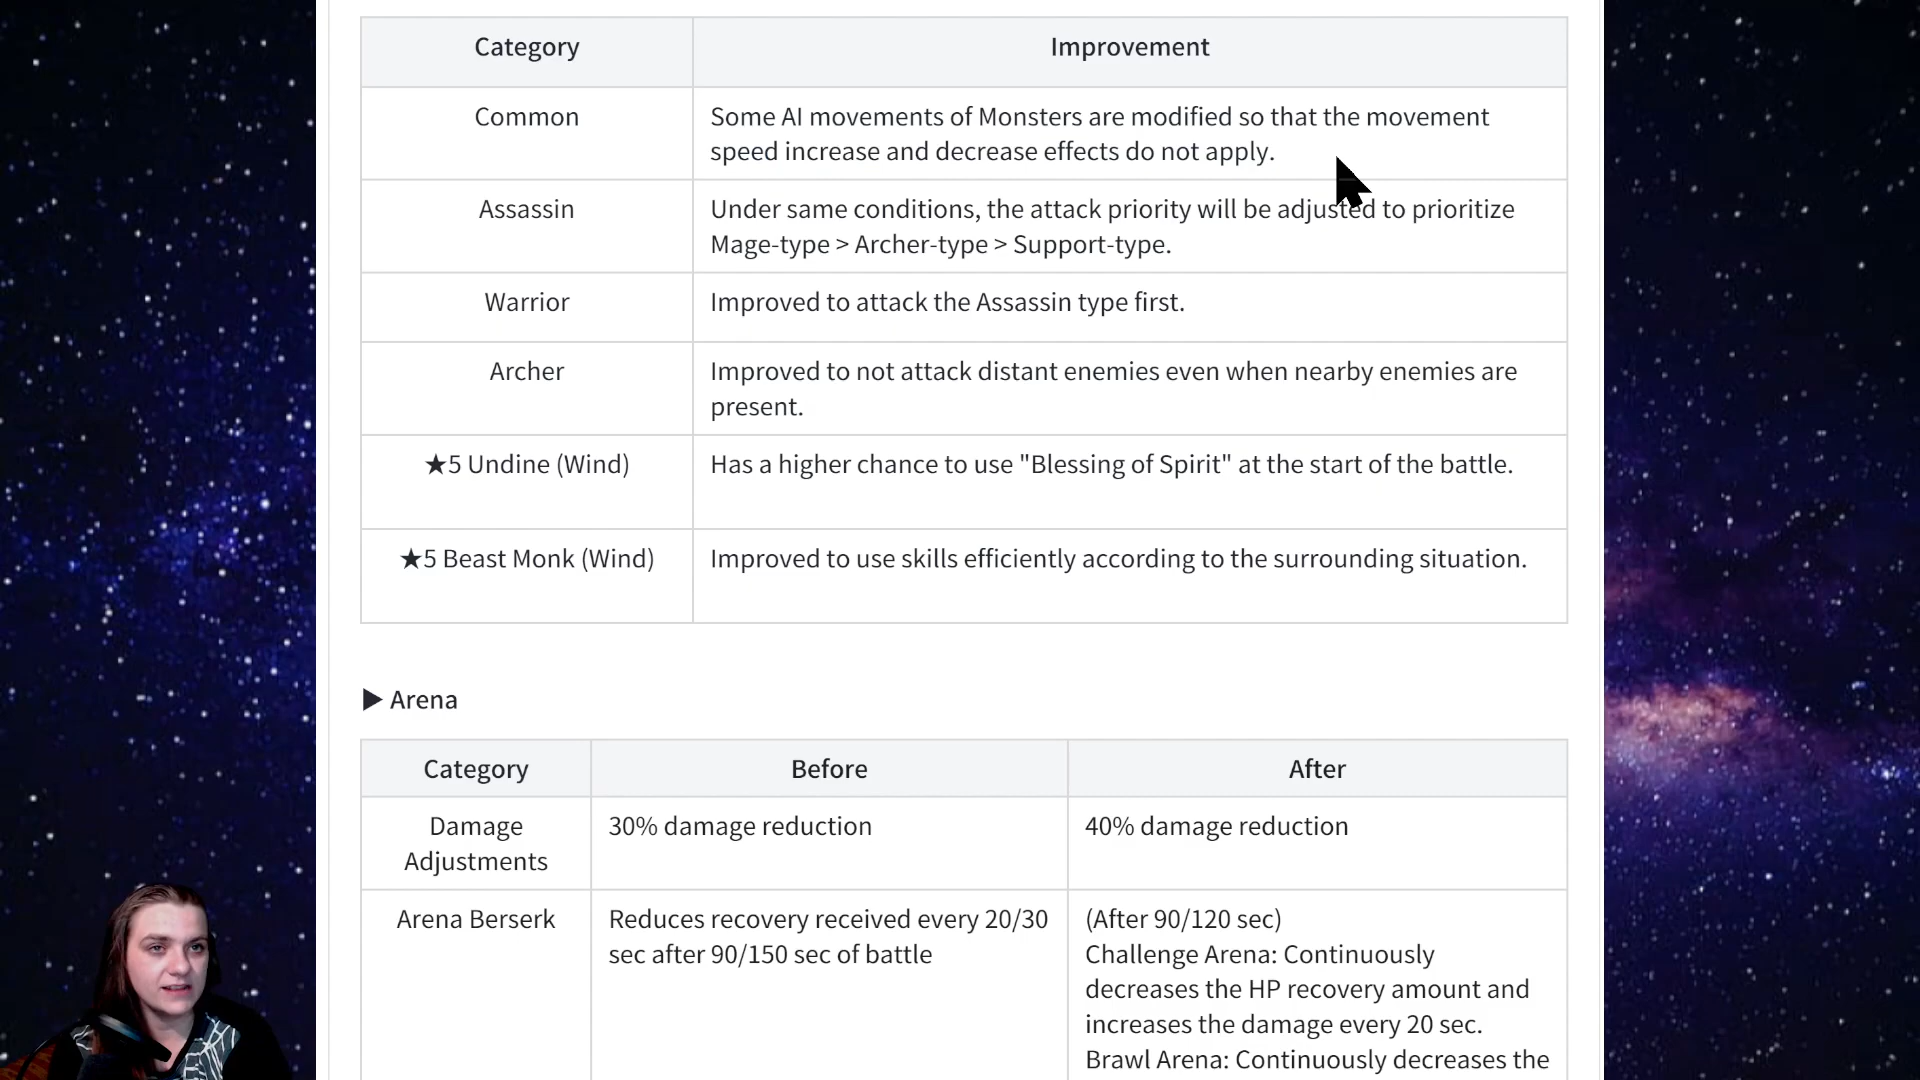 Category
Improvement
Common
Some AI movements of Monsters are modified so that the movement
speed increase and decrease effects do not apply.
Assassin
Under same conditions, the attack priority will be adjusted to prioritize
Mage-type > Archer-type > Support-type.
Warrior
Improved to attack the Assassin type first.
Archer
Improved to not attack distant enemies even when nearby enemies are
present.
★5 Undine (Wind)
Has a higher chance to use "Blessing of Spirit" at the start of the battle.
★5 Beast Monk (Wind)
Improved to use skills efficiently according to the surrounding situation.
▶ Arena
Category
Before
After
Damage
Adjustments
30% damage reduction
40% damage reduction
Arena Berserk
Reduces recovery received every 20/30
sec after 90/150 sec of battle
(After 90/120 sec)
Challenge Arena: Continuously
decreases the HP recovery amount and
increases the damage every 20 sec.
Brawl Arena: Continuously decreases the